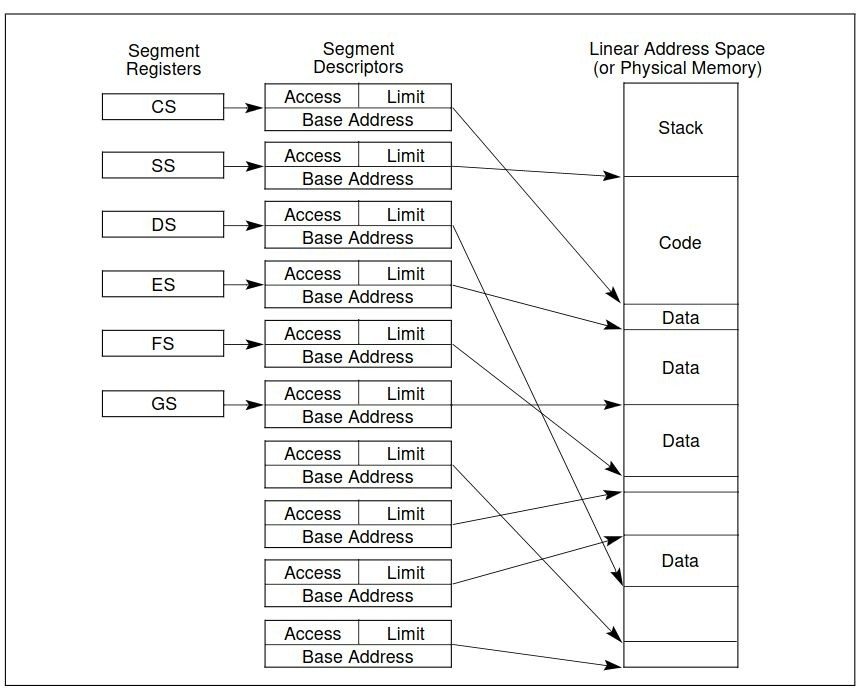 Segment
Registers
Segment
Descriptors
Linear Address Space
(or Physical Memory)
CS
Access Limit
Base Address
Stack
SS
Access Limit
Base Address
DS
Access Limit
Base Address
Code
ES
Access Limit
Base Address
Data
FS
Access Limit
Base Address
Data
GS
Access Limit
Base Address
Data
Access Limit
Base Address
Access Limit
Base Address
Access Limit
Base Address
Data
Access Limit
Base Address